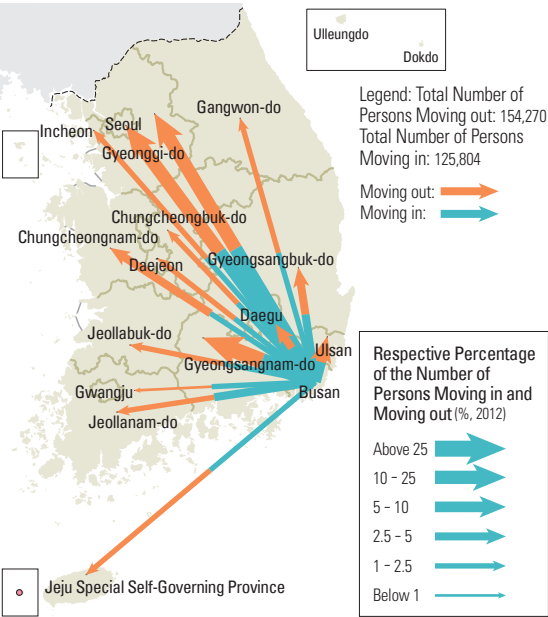 Ulleungdo
Dokdo
Legend: Total Number of
Persons Moving out: 154,270
Total Number of Persons
Moving in: 125,804
Moving out:
Moving in:
Gangwon-do
Incheon
Seoul
Gyeonggi-do
Chungcheongbuk-do
Chungcheongnam-do
Daejeon
Gyeongsangbuk-do
Daegu
Jeollabuk-do
Ulsan
Gyeongsangnam-do
Gwangju
Busan
Jeollanam-do
Jeju Special Self-Governing Province
Respective Percentage
of the Number of
Persons Moving in and
Moving out (%, 2012)
Above 25
10 - 25
5 - 10
2.5 - 5
1 - 2.5
Below 1